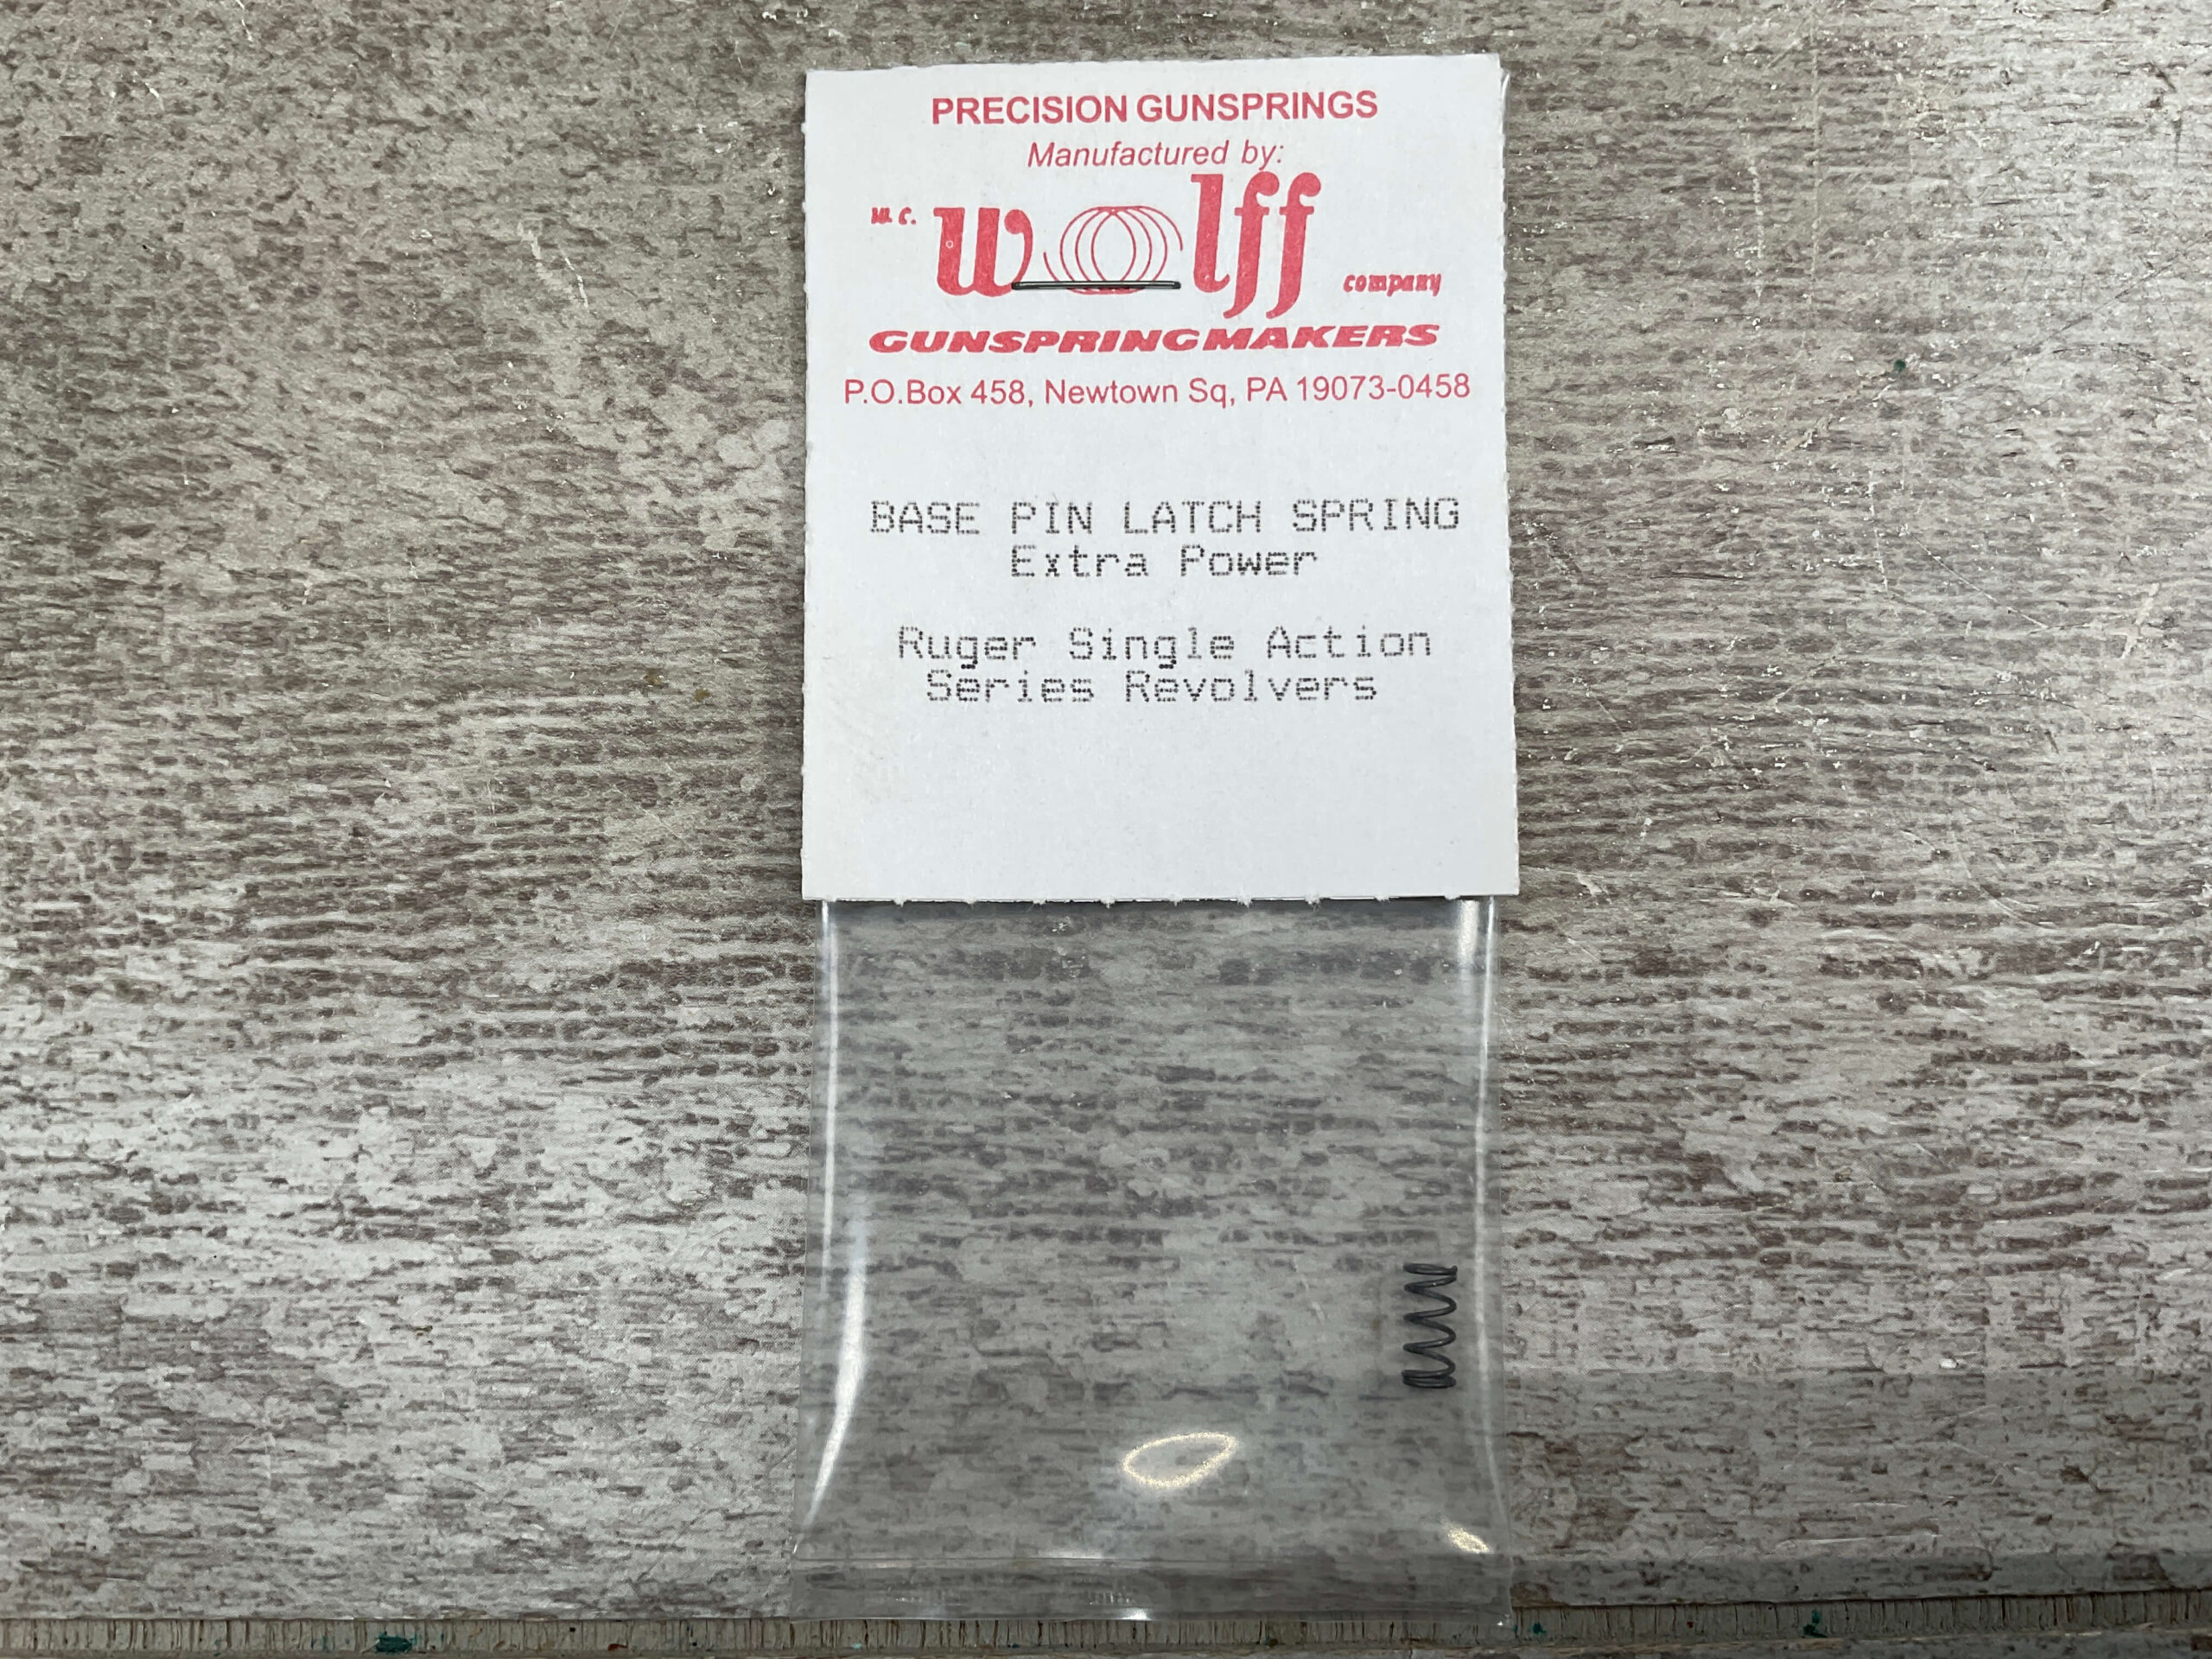 PRECISION GUNSPRINGS
Manufactured by:
W.C. Wolff company
GUNSPRINGMAKERS
P.O.Box 458, Newtown Sq, PA 19073-0458
BASE PIN LATCH SPRING
Extra Power
Ruger Single Action
Series Revolvers